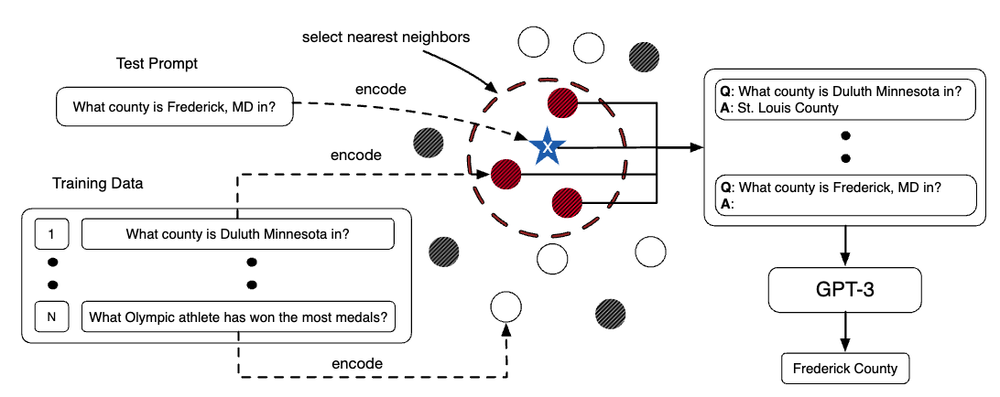 select nearest neighbors
Test Prompt
encode
What county is Frederick, MD in?
X
encode
Training Data
1
What county is Duluth Minnesota in?
N
What Olympic athlete has won the most medals?
encode
Q: What county is Duluth Minnesota in?
A: St. Louis County
Q: What county is Frederick, MD in?
A:
GPT-3
Frederick County